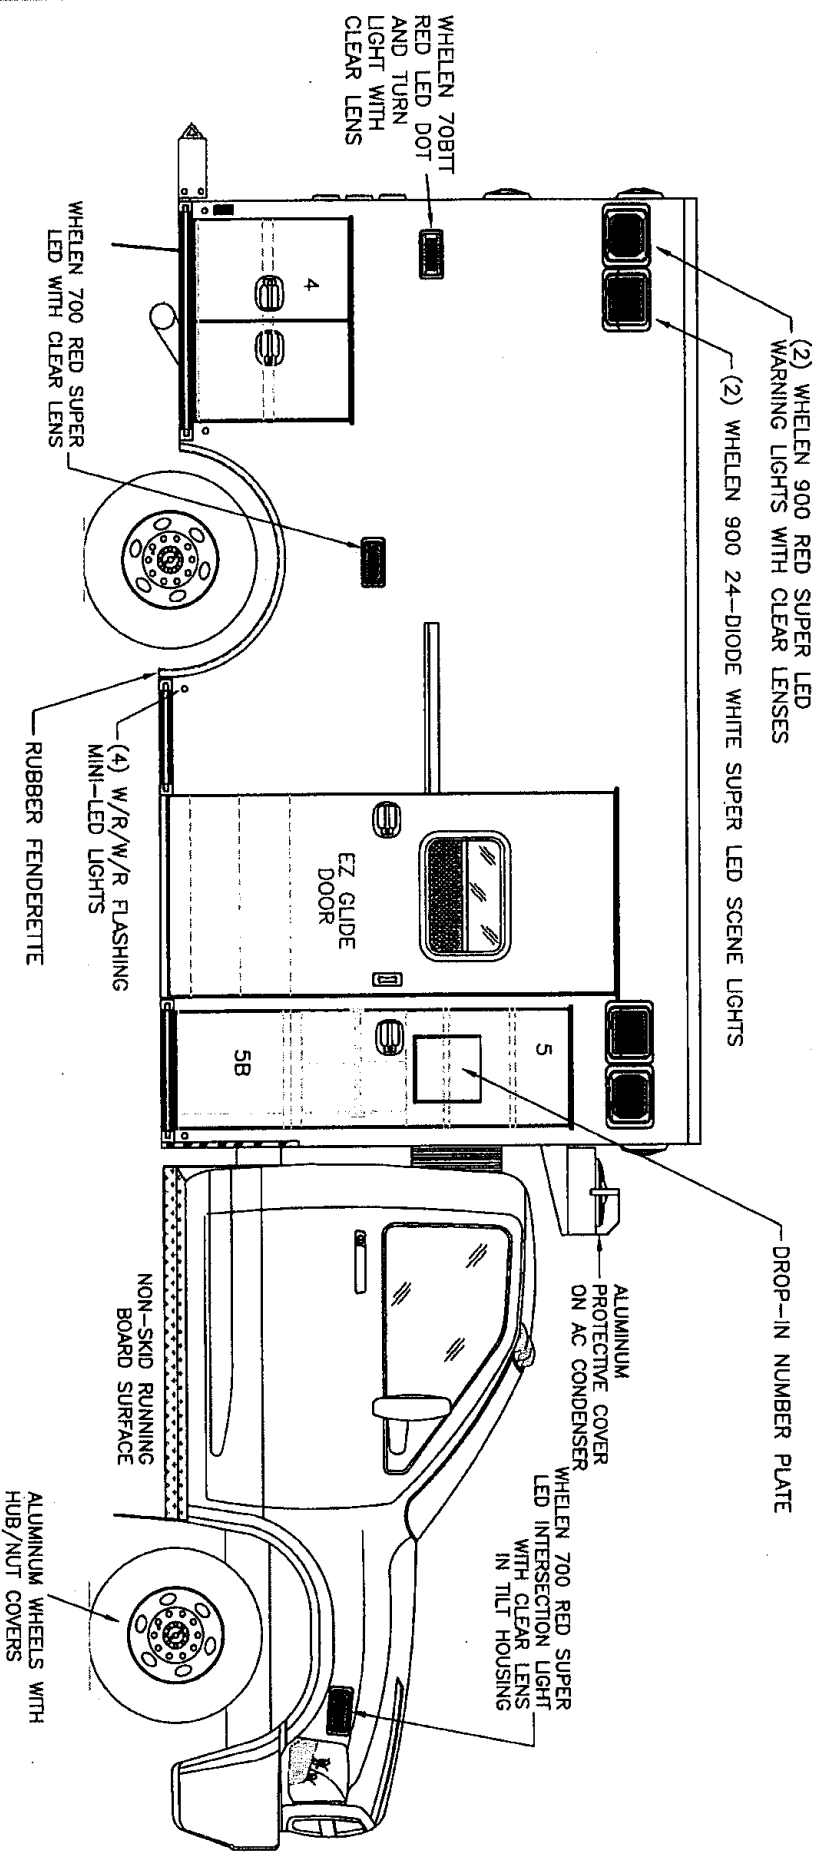 (2) WHELEN 900 RED SUPER LED
WARNING LIGHTS WITH CLEAR LENSES
(2) WHELEN 900 24-DIODE WHITE SUPER LED SCENE LIGHTS
DROP-IN NUMBER PLATE
WHELEN 70BTT
RED LED DOT
AND TURN
LIGHT WITH
CLEAR LENS
ALUMINUM
PROTECTIVE COVER
ON AC CONDENSER
WHELEN 700 RED SUPER
LED INTERSECTION LIGHT
WITH CLEAR LENS
IN TILT HOUSING
4
EZ GLIDE
DOOR
5
5B
WHELEN 700 RED SUPER
LED WITH CLEAR LENS
(4) W/R/W/R FLASHING
MINI-LED LIGHTS
RUBBER FENDERETTE
NON-SKID RUNNING
BOARD SURFACE
ALUMINUM WHEELS WITH
HUB/NUT COVERS